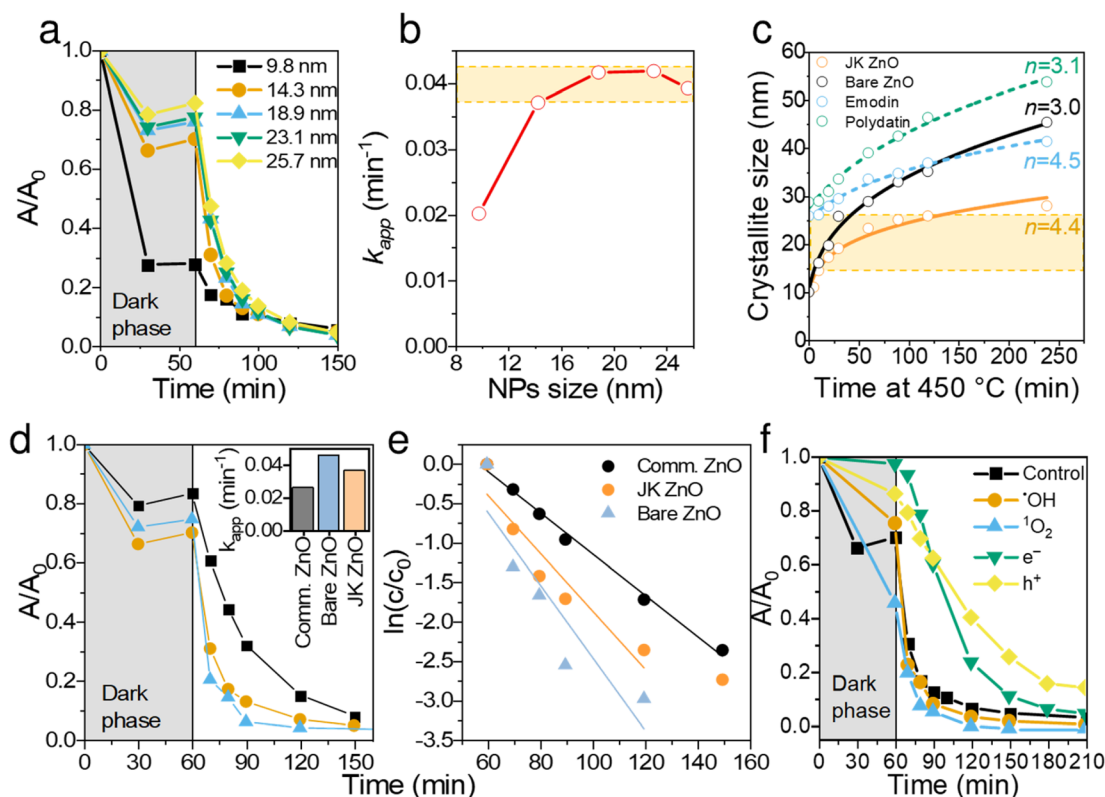 a
1.0
0.8
0.6
0.4
0.2
0.0
A/A₀
Dark
phase
9.8 nm
14.3 nm
18.9 nm
23.1 nm
25.7 nm
0
50
100
150
Time (min)
b
0.04
0.03
0.02
0.01
k_app (min⁻¹)
8
12
16
20
24
NPs size (nm)
c
60
50
40
30
20
10
0
Crystallite size (nm)
JK ZnO
Bare ZnO
Emodin
Polydatin
n=3.1
n=3.0
n=4.5
n=4.4
0
50
100
150
200
250
Time at 450 °C (min)
d
1.0
0.8
0.6
0.4
0.2
0.0
A/A₀
Dark
phase
k_app (min⁻¹)
0.04
0.02
0.00
Comm. ZnO
Bare ZnO
JK ZnO
0
30
60
90
120
150
Time (min)
e
0.0
-0.5
-1.0
-1.5
-2.0
-2.5
-3.0
-3.5
ln(c/c₀)
Comm. ZnO
JK ZnO
Bare ZnO
60
80
100
120
140
160
Time (min)
f
1.0
0.8
0.6
0.4
0.2
0.0
A/A₀
Dark
phase
Control
•OH
¹O₂
e⁻
h⁺
0
30
60
90
120
150
180
210
Time (min)